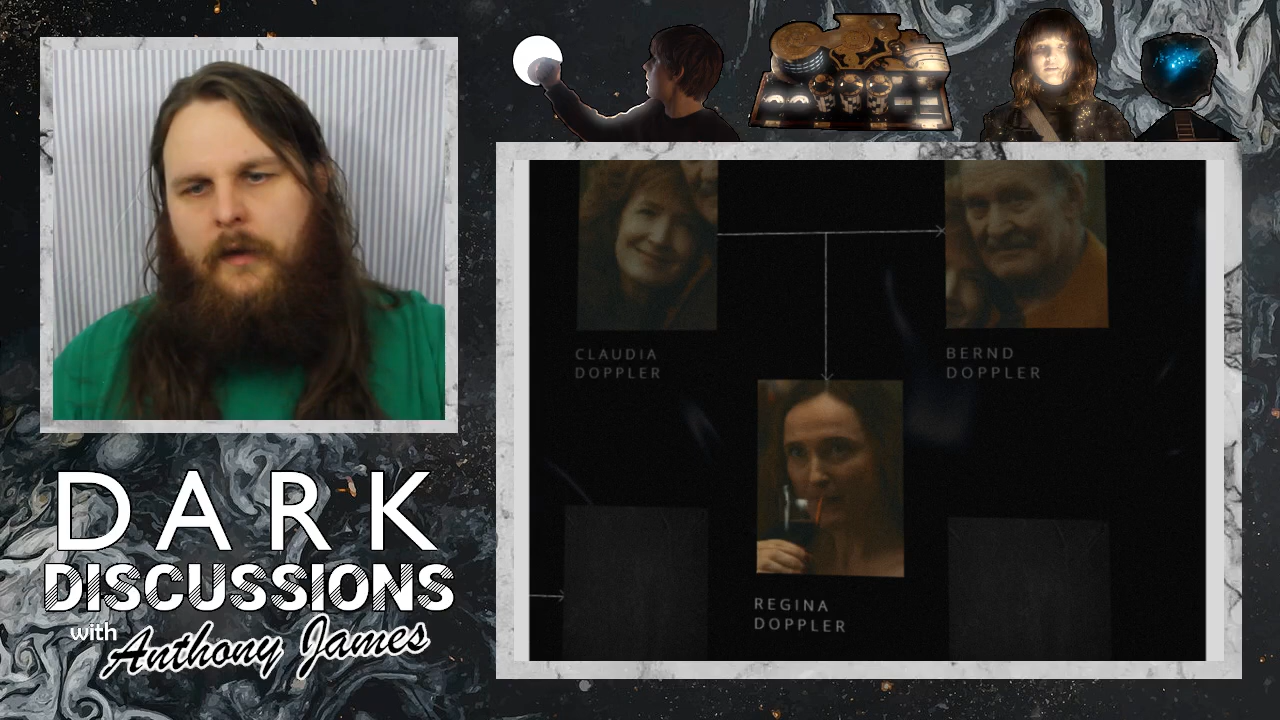 DARK
DISCUSSIONS
with Anthony James
CLAUDIA
DOPPLER
BERND
DOPPLER
REGINA
DOPPLER